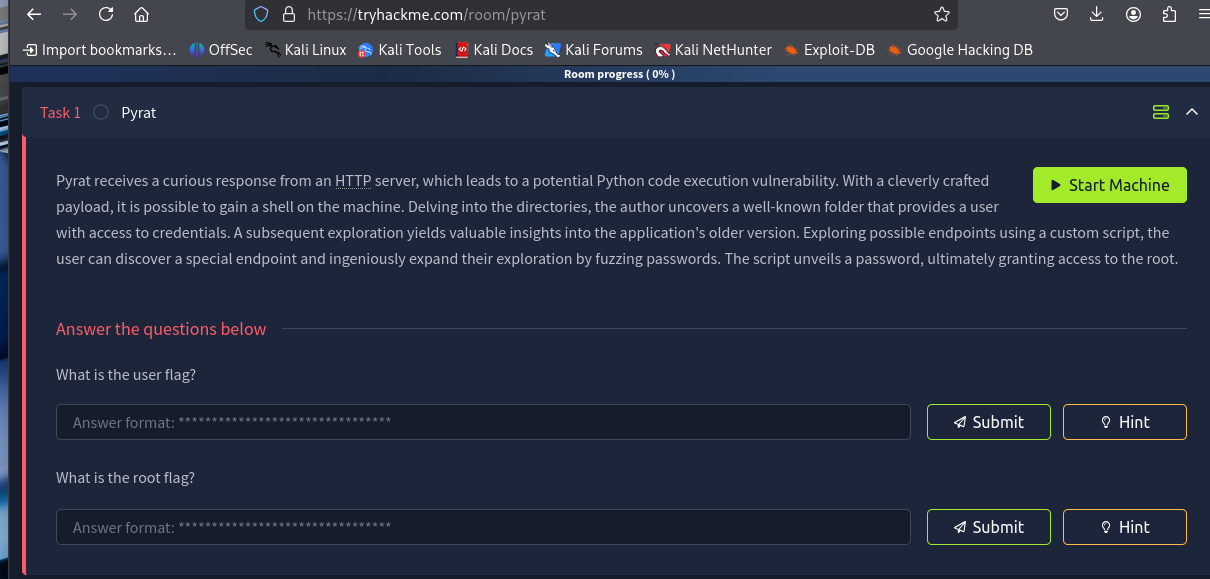 https://tryhackme.com/room/pyrat
Import bookmarks… OffSec Kali Linux Kali Tools Kali Docs Kali Forums Kali NetHunter Exploit-DB Google Hacking DB
Room progress ( 0% )
Task 1 Pyrat
Pyrat receives a curious response from an HTTP server, which leads to a potential Python code execution vulnerability. With a cleverly crafted
Start Machine
payload, it is possible to gain a shell on the machine. Delving into the directories, the author uncovers a well-known folder that provides a user
with access to credentials. A subsequent exploration yields valuable insights into the application's older version. Exploring possible endpoints using a custom script, the
user can discover a special endpoint and ingeniously expand their exploration by fuzzing passwords. The script unveils a password, ultimately granting access to the root.
Answer the questions below
What is the user flag?
Answer format: ********************************
Submit Hint
What is the root flag?
Answer format: ********************************
Submit Hint